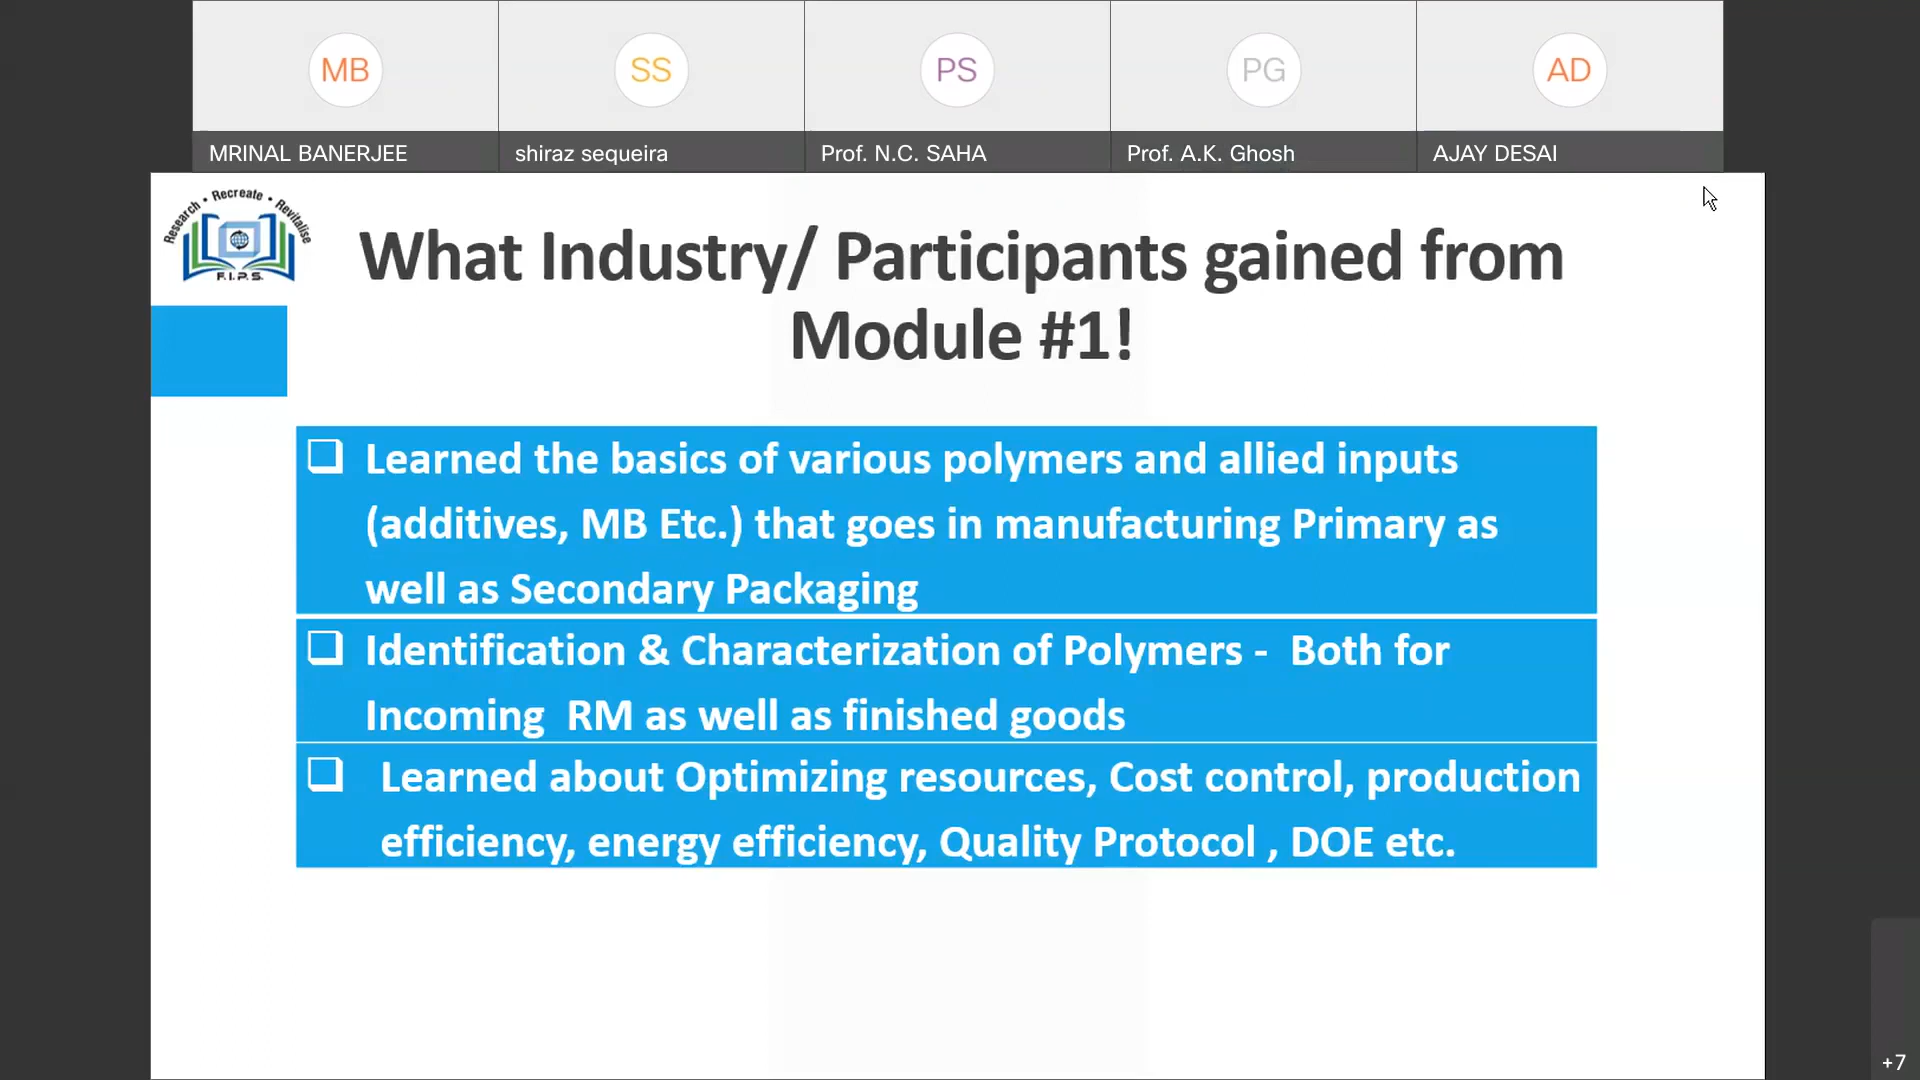 MB
SS
PS
PG
AD
MRINAL BANERJEE
shiraz sequeira
Prof. N.C. SAHA
Prof. A.K. Ghosh
AJAY DESAI
Research • Recreate • Revitalise
F.I.P.S.
What Industry/ Participants gained from
Module #1!
Learned the basics of various polymers and allied inputs
(additives, MB Etc.) that goes in manufacturing Primary as
well as Secondary Packaging
Identification & Characterization of Polymers - Both for
Incoming RM as well as finished goods
Learned about Optimizing resources, Cost control, production
efficiency, energy efficiency, Quality Protocol , DOE etc.
+7